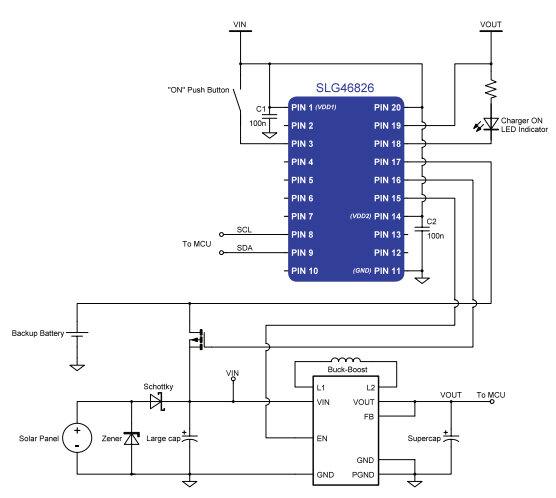 VIN
VOUT
SLG46826
"ON" Push Button
C1
100n
PIN 1 (VDD1)
PIN 20
PIN 2
PIN 19
PIN 3
PIN 18
PIN 4
PIN 17
PIN 5
PIN 16
PIN 6
PIN 15
PIN 7
(VDD2) PIN 14
PIN 8
PIN 13
PIN 9
PIN 12
PIN 10
(GND) PIN 11
Charger ON
LED Indicator
C2
100n
To MCU
SCL
SDA
Backup Battery
Buck-Boost
L1
L2
Schottky
VIN
VIN
VOUT
VOUT
To MCU
FB
Solar Panel
+
-
Zener
Large cap
+
EN
Supercap
+
GND
GND
PGND